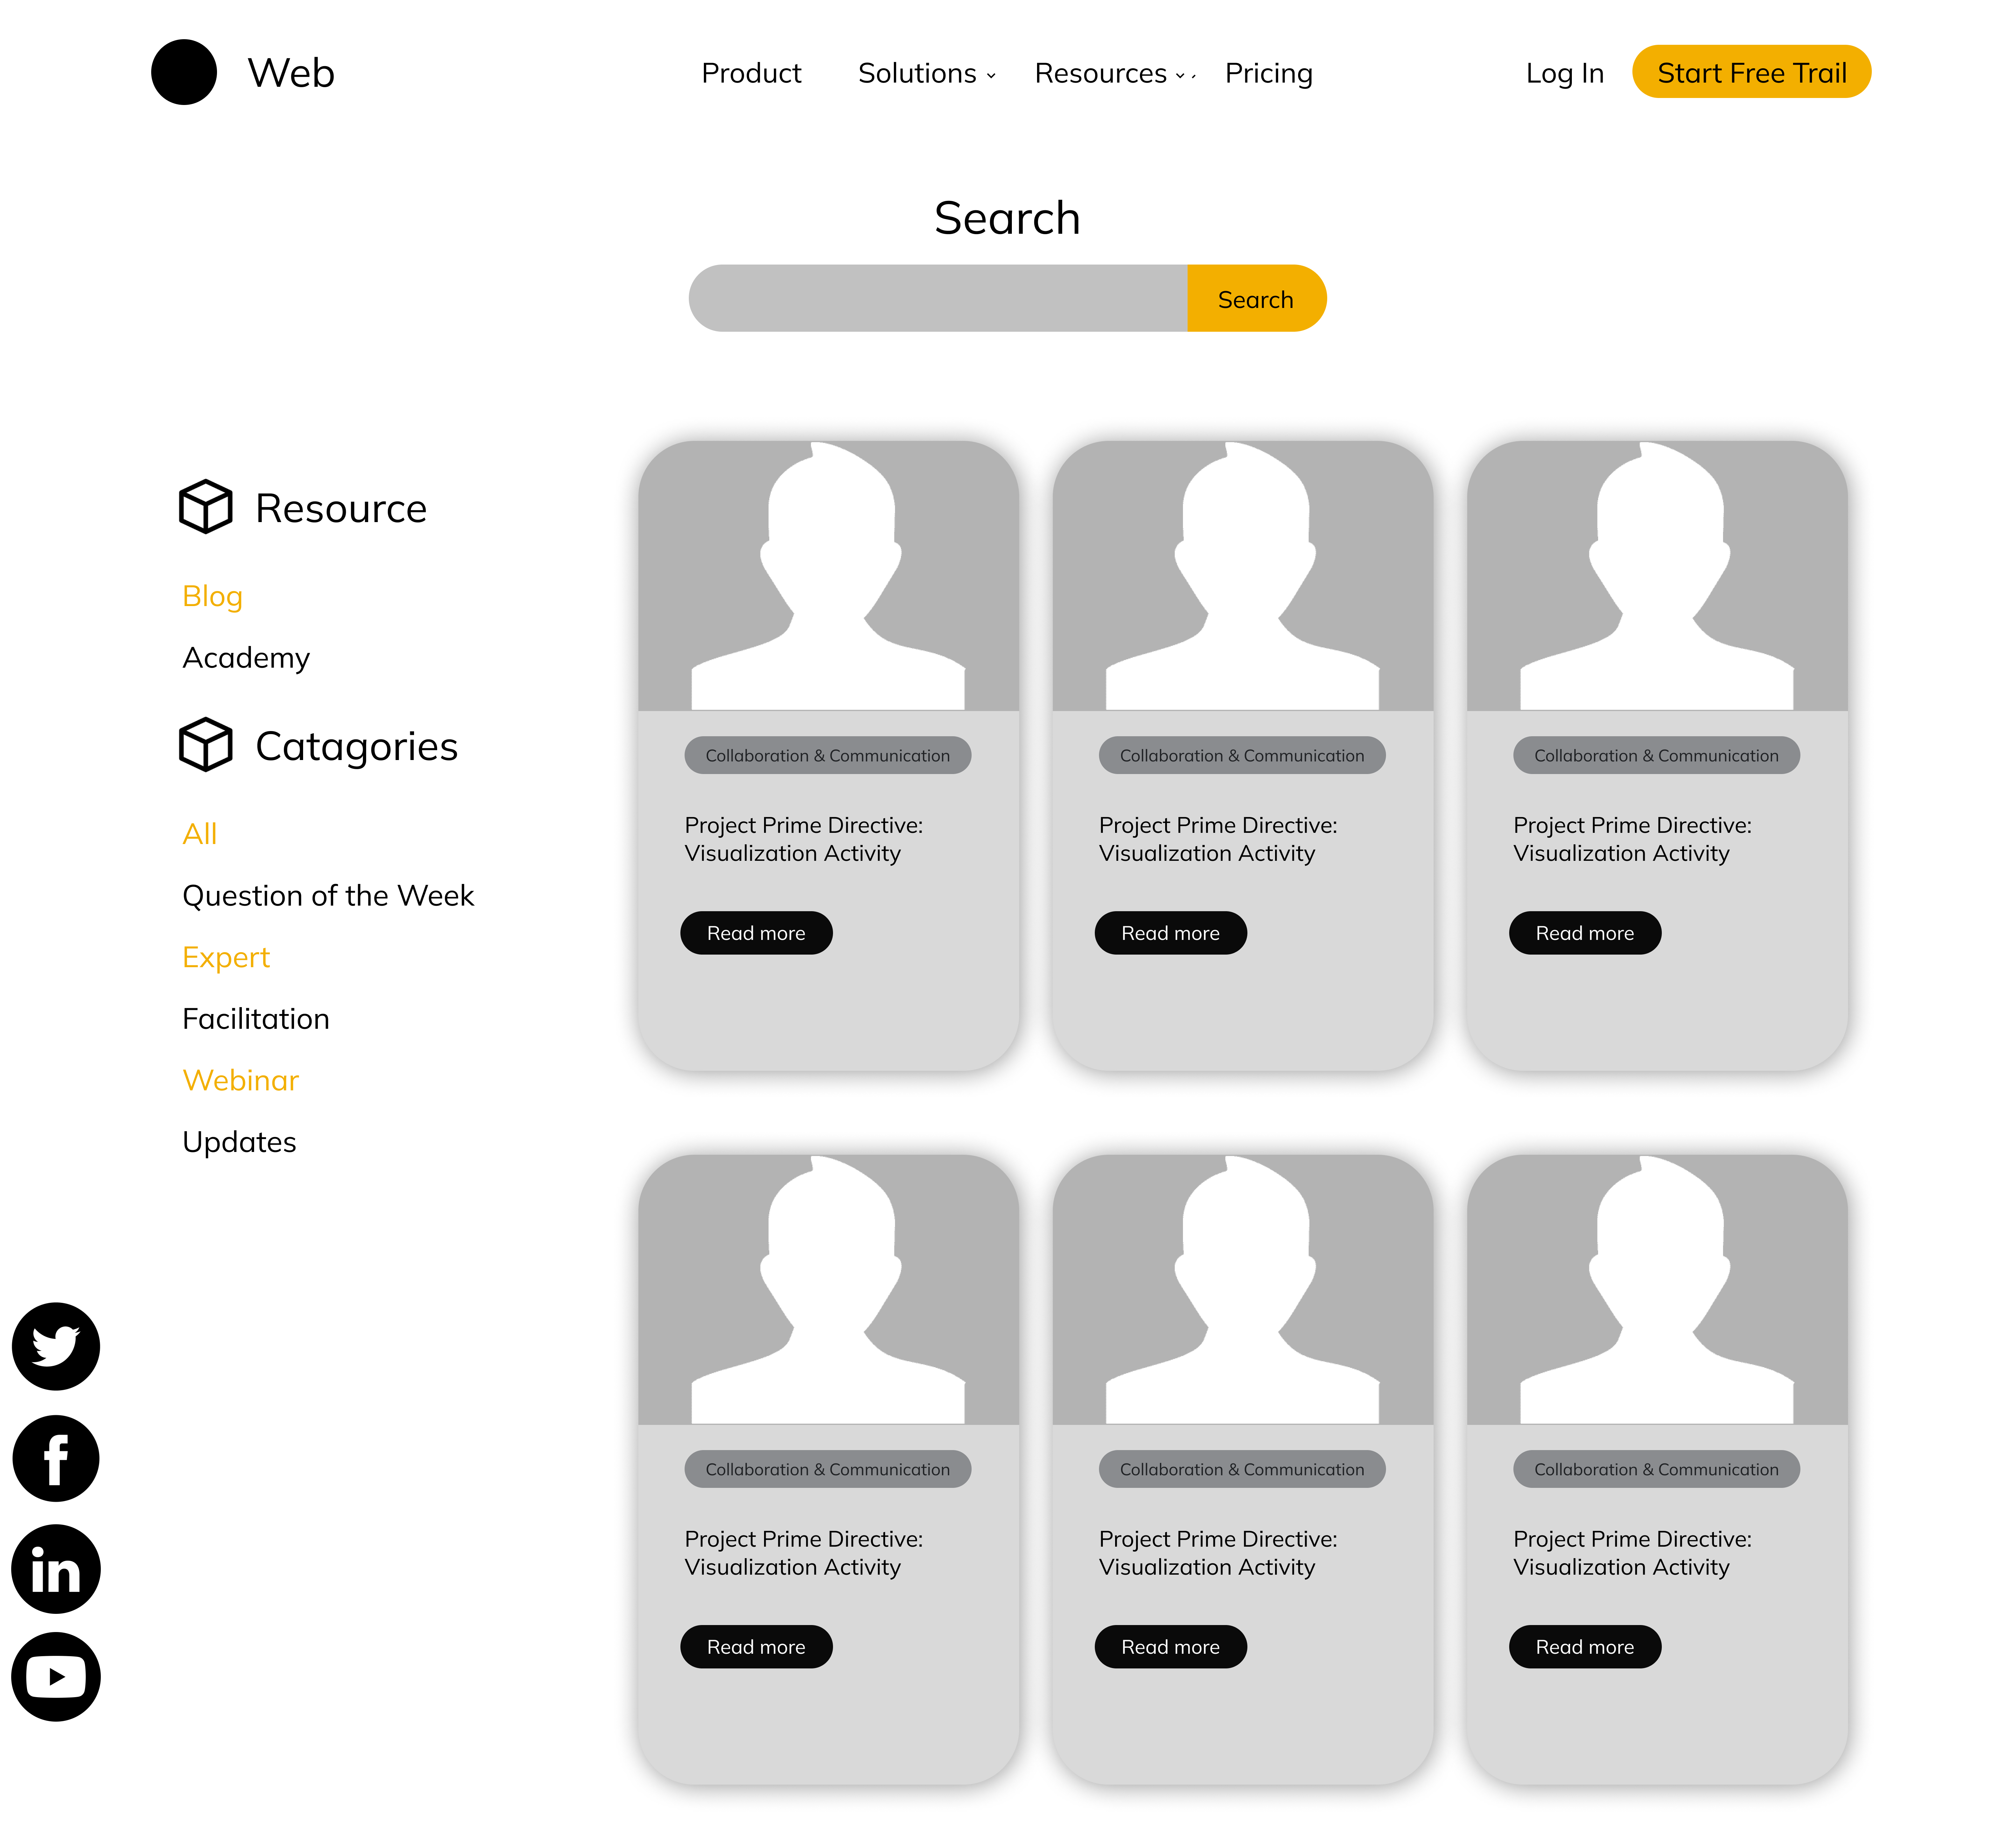 Web
Product
Solutions
Resources
Pricing
Log In
Start Free Trail
Search
Search
Resource
Blog
Academy
Catagories
All
Question of the Week
Expert
Facilitation
Webinar
Updates
Collaboration & Communication
Project Prime Directive:
Visualization Activity
Read more
Collaboration & Communication
Project Prime Directive:
Visualization Activity
Read more
Collaboration & Communication
Project Prime Directive:
Visualization Activity
Read more
Collaboration & Communication
Project Prime Directive:
Visualization Activity
Read more
Collaboration & Communication
Project Prime Directive:
Visualization Activity
Read more
Collaboration & Communication
Project Prime Directive:
Visualization Activity
Read more